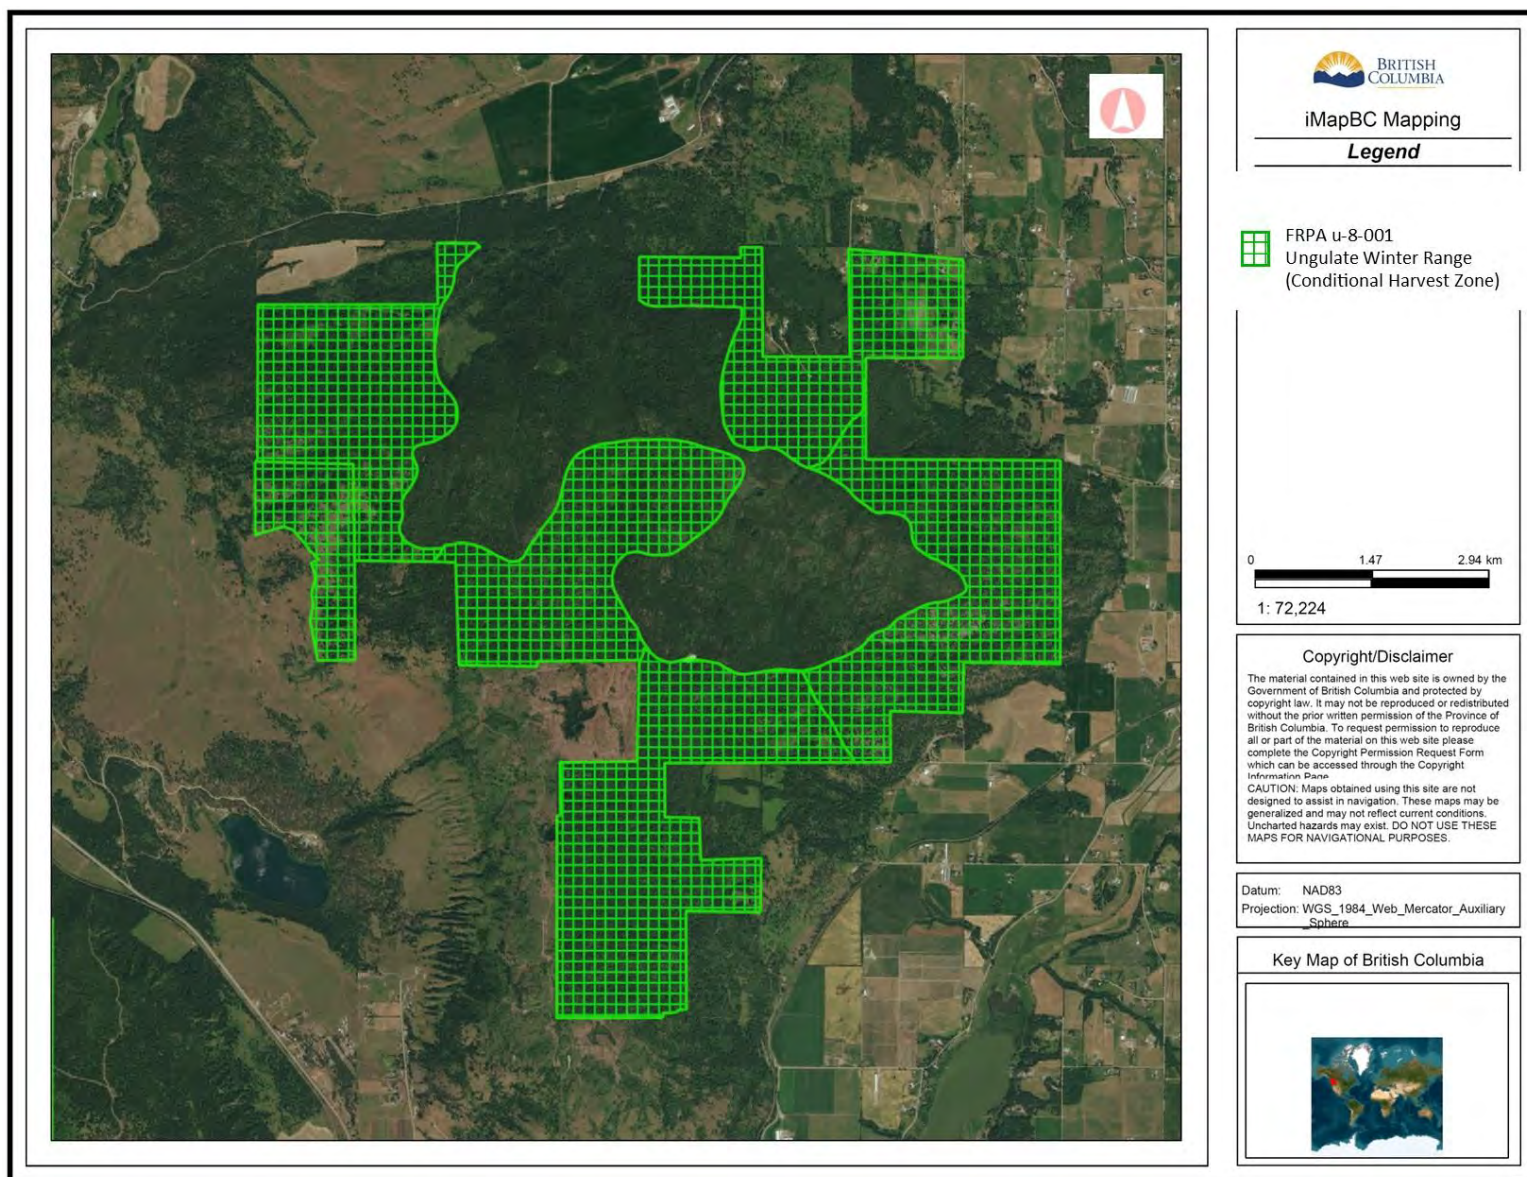 BRITISH
COLUMBIA
iMapBC Mapping
Legend
FRPA u-8-001
Ungulate Winter Range
(Conditional Harvest Zone)
0 1.47 2.94 km
1: 72,224
Copyright/Disclaimer
The material contained in this web site is owned by the
Government of British Columbia and protected by
copyright law. It may not be reproduced or redistributed
without the prior written permission of the Province of
British Columbia. To request permission to reproduce
all or part of the material on this web site please
complete the Copyright Permission Request Form
which can be accessed through the Copyright
Information Page
CAUTION: Maps obtained using this site are not
designed to assist in navigation. These maps may be
generalized and may not reflect current conditions.
Uncharted hazards may exist. DO NOT USE THESE
MAPS FOR NAVIGATIONAL PURPOSES.
Datum: NAD83
Projection: WGS_1984_Web_Mercator_Auxiliary
_Sphere
Key Map of British Columbia